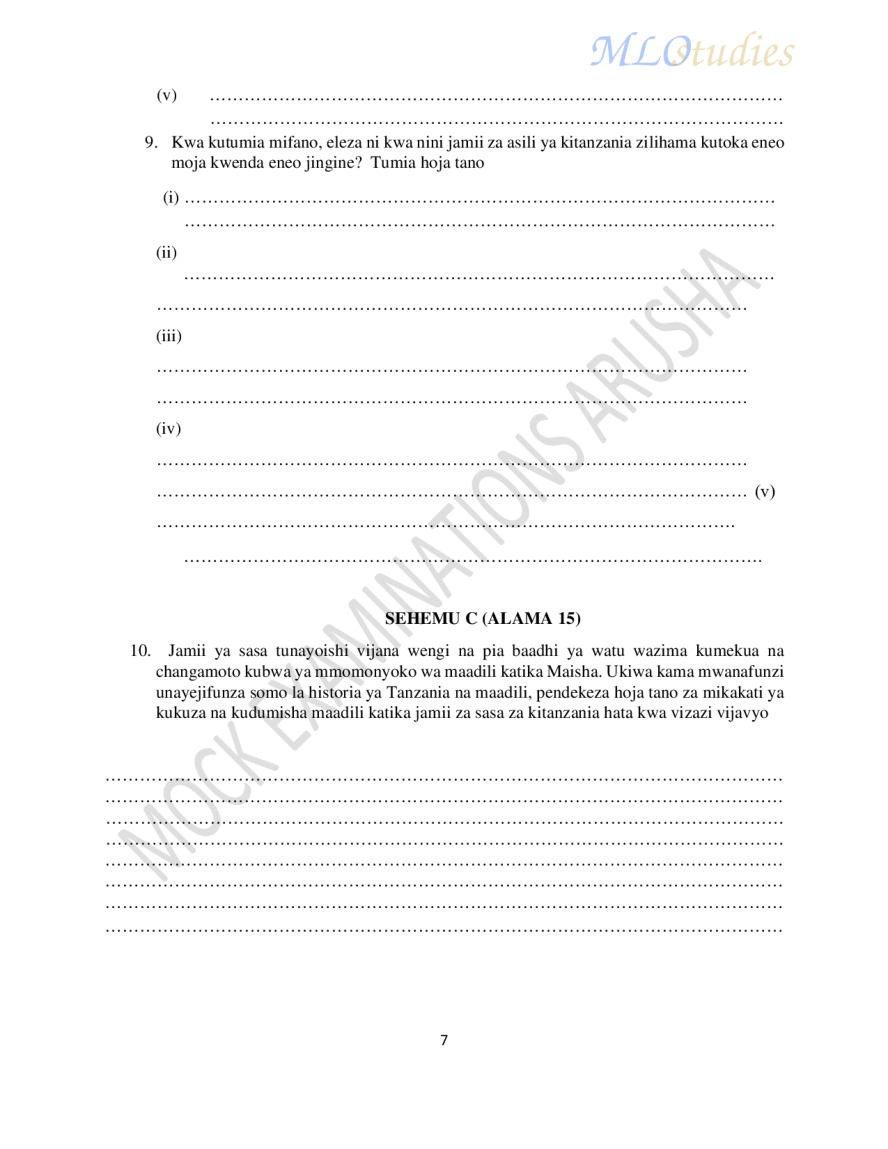 MLOstudies
(v) ……………………………………………………………………………………
……………………………………………………………………………………
9. Kwa kutumia mifano, eleza ni kwa nini jamii za asili ya kitanzania zilihama kutoka eneo
moja kwenda eneo jingine? Tumia hoja tano
(i) ………………………………………………………………………………………
………………………………………………………………………………………
(ii)
………………………………………………………………………………………
………………………………………………………………………………………
(iii)
………………………………………………………………………………………
………………………………………………………………………………………
(iv)
………………………………………………………………………………………
……………………………………………………………………………………… (v)
…………………………………………………………………………………….
…………………………………………………………………………………….
SEHEMU C (ALAMA 15)
10. Jamii ya sasa tunayoishi vijana wengi na pia baadhi ya watu wazima kumekua na
changamoto kubwa ya mmomonyoko wa maadili katika Maisha. Ukiwa kama mwanafunzi
unayejifunza somo la historia ya Tanzania na maadili, pendekeza hoja tano za mikakati ya
kukuza na kudumisha maadili katika jamii za sasa za kitanzania hata kwa vizazi vijavyo
……………………………………………………………………………………………………
……………………………………………………………………………………………………
……………………………………………………………………………………………………
……………………………………………………………………………………………………
……………………………………………………………………………………………………
……………………………………………………………………………………………………
……………………………………………………………………………………………………
……………………………………………………………………………………………………
MOCK EXAMINATIONS ARUSHA
7